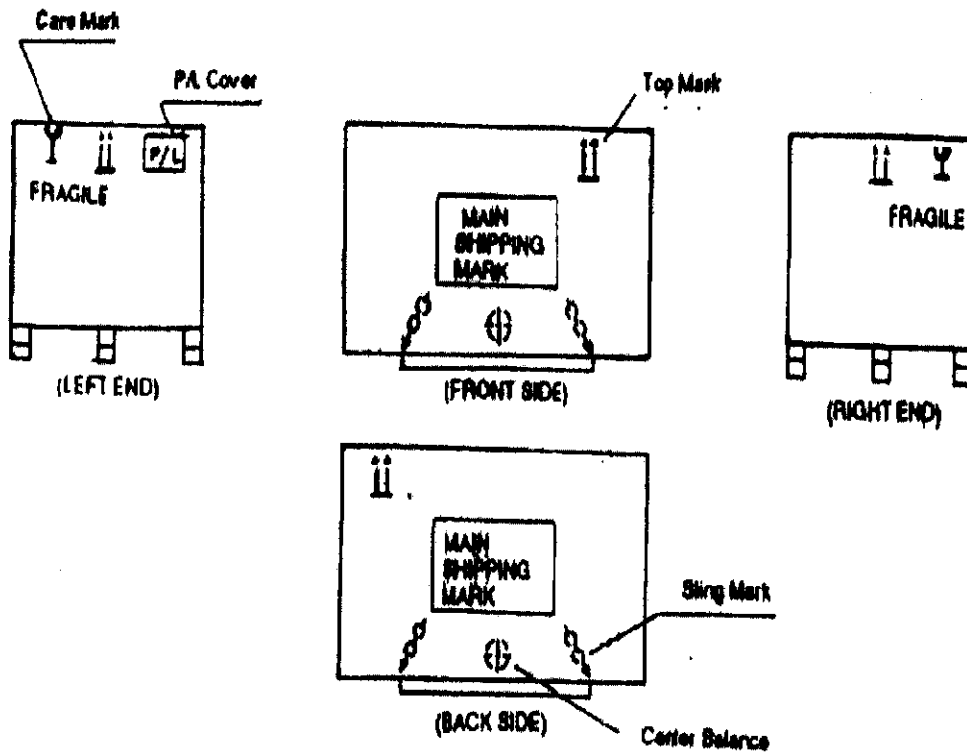 Care Mark
P/L Cover
P/L
FRAGILE
(LEFT END)
Top Mark
MAIN
SHIPPING
MARK
(FRONT SIDE)
FRAGILE
(RIGHT END)
MAIN
SHIPPING
MARK
Sling Mark
(BACK SIDE)
Center Balance